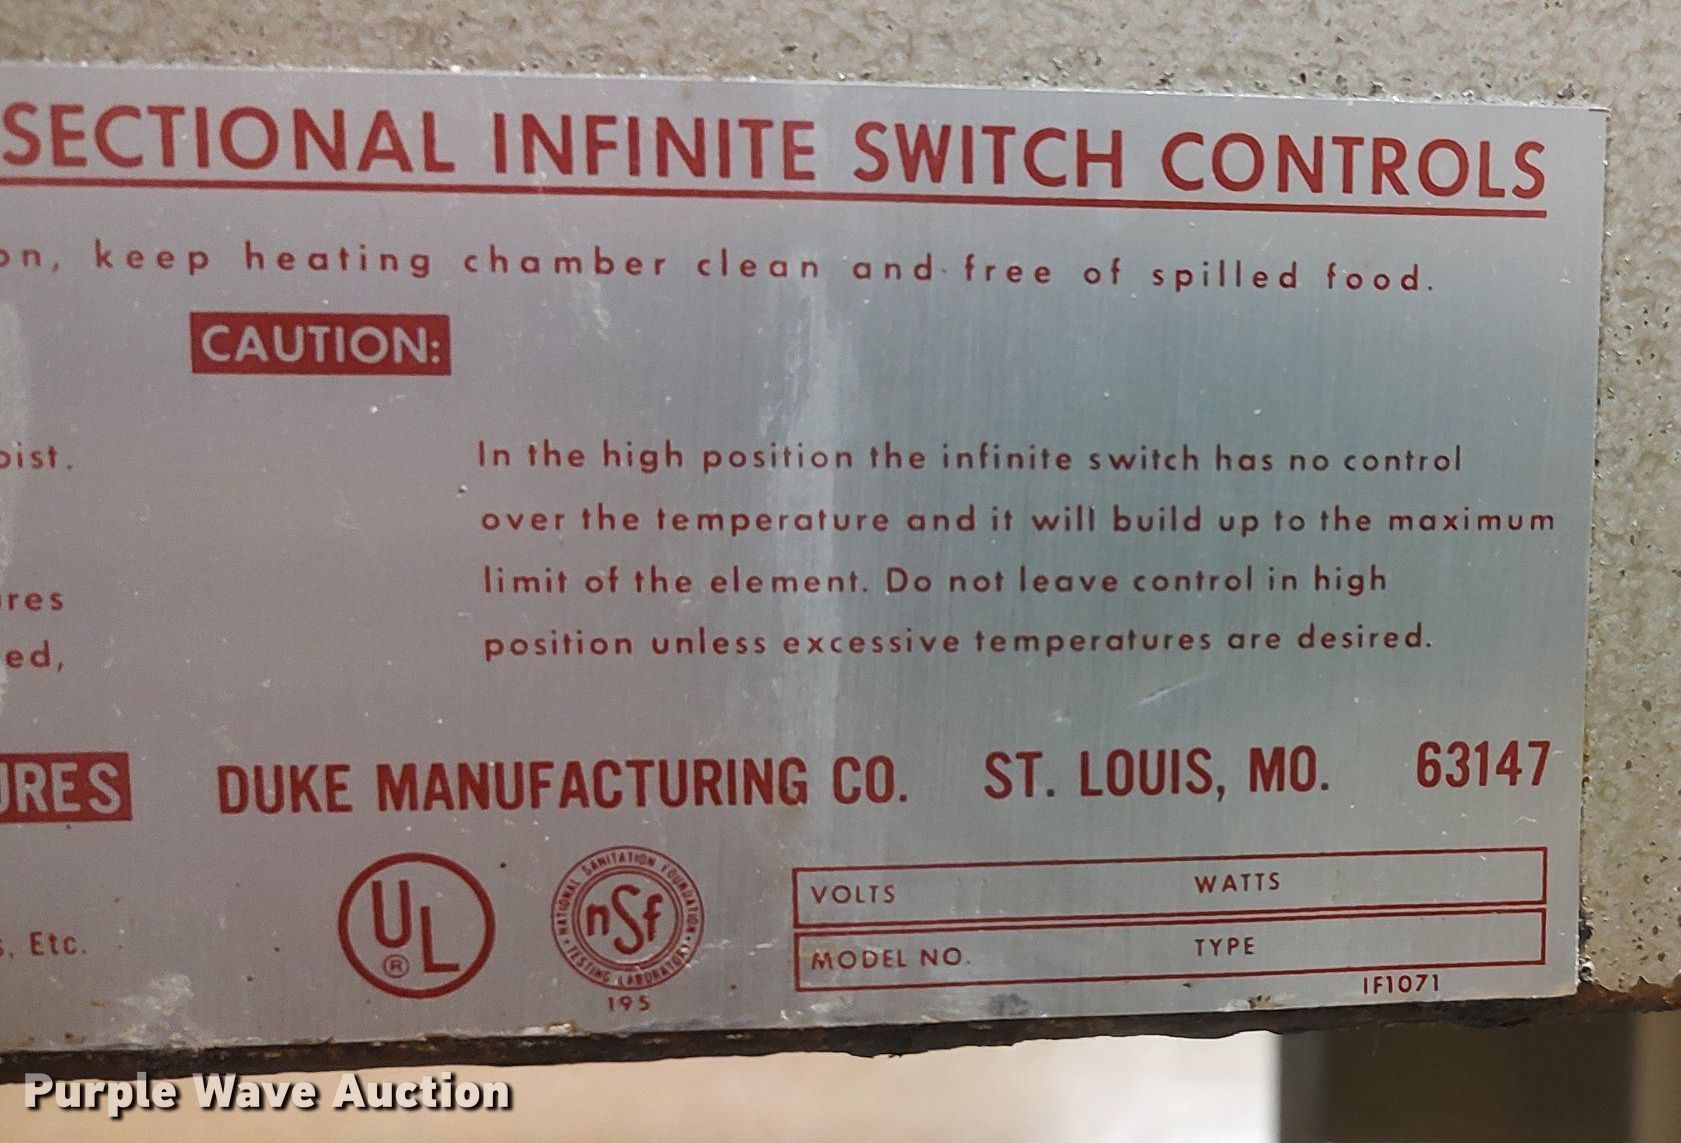 SECTIONAL INFINITE SWITCH CONTROLS
on, keep heating chamber clean and free of spilled food.
CAUTION:
oist.
In the high position the infinite switch has no control
over the temperature and it will build up to the maximum
limit of the element. Do not leave control in high
position unless excessive temperatures are desired.
res
ed,
URES
DUKE MANUFACTURING CO. ST. LOUIS, MO. 63147
s, Etc.
UL
®
NATIONAL SANITATION FOUNDATION
nSf
TESTING LABORATORY
195
VOLTS WATTS
MODEL NO. TYPE
IF1071
Purple Wave Auction